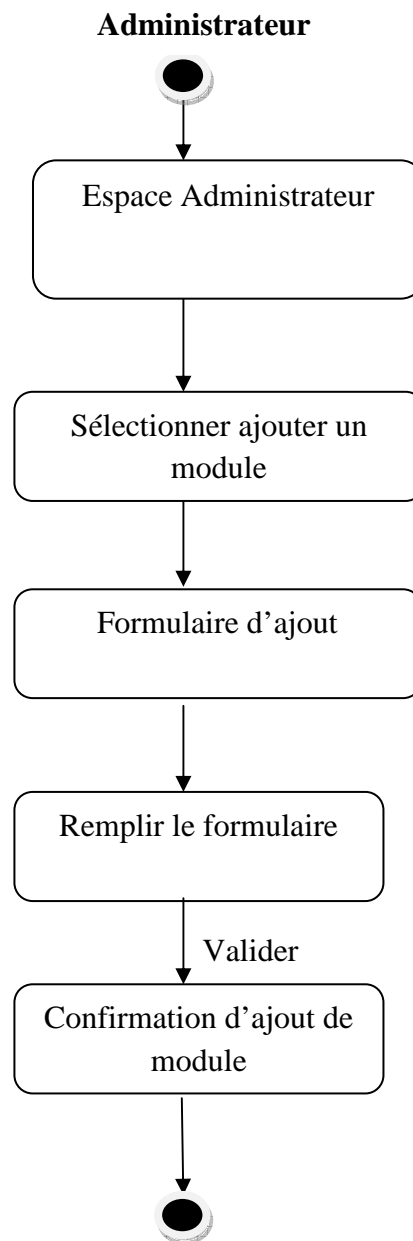 Administrateur
Espace Administrateur
Sélectionner ajouter un
module
Formulaire d’ajout
Remplir le formulaire
Valider
Confirmation d’ajout de
module